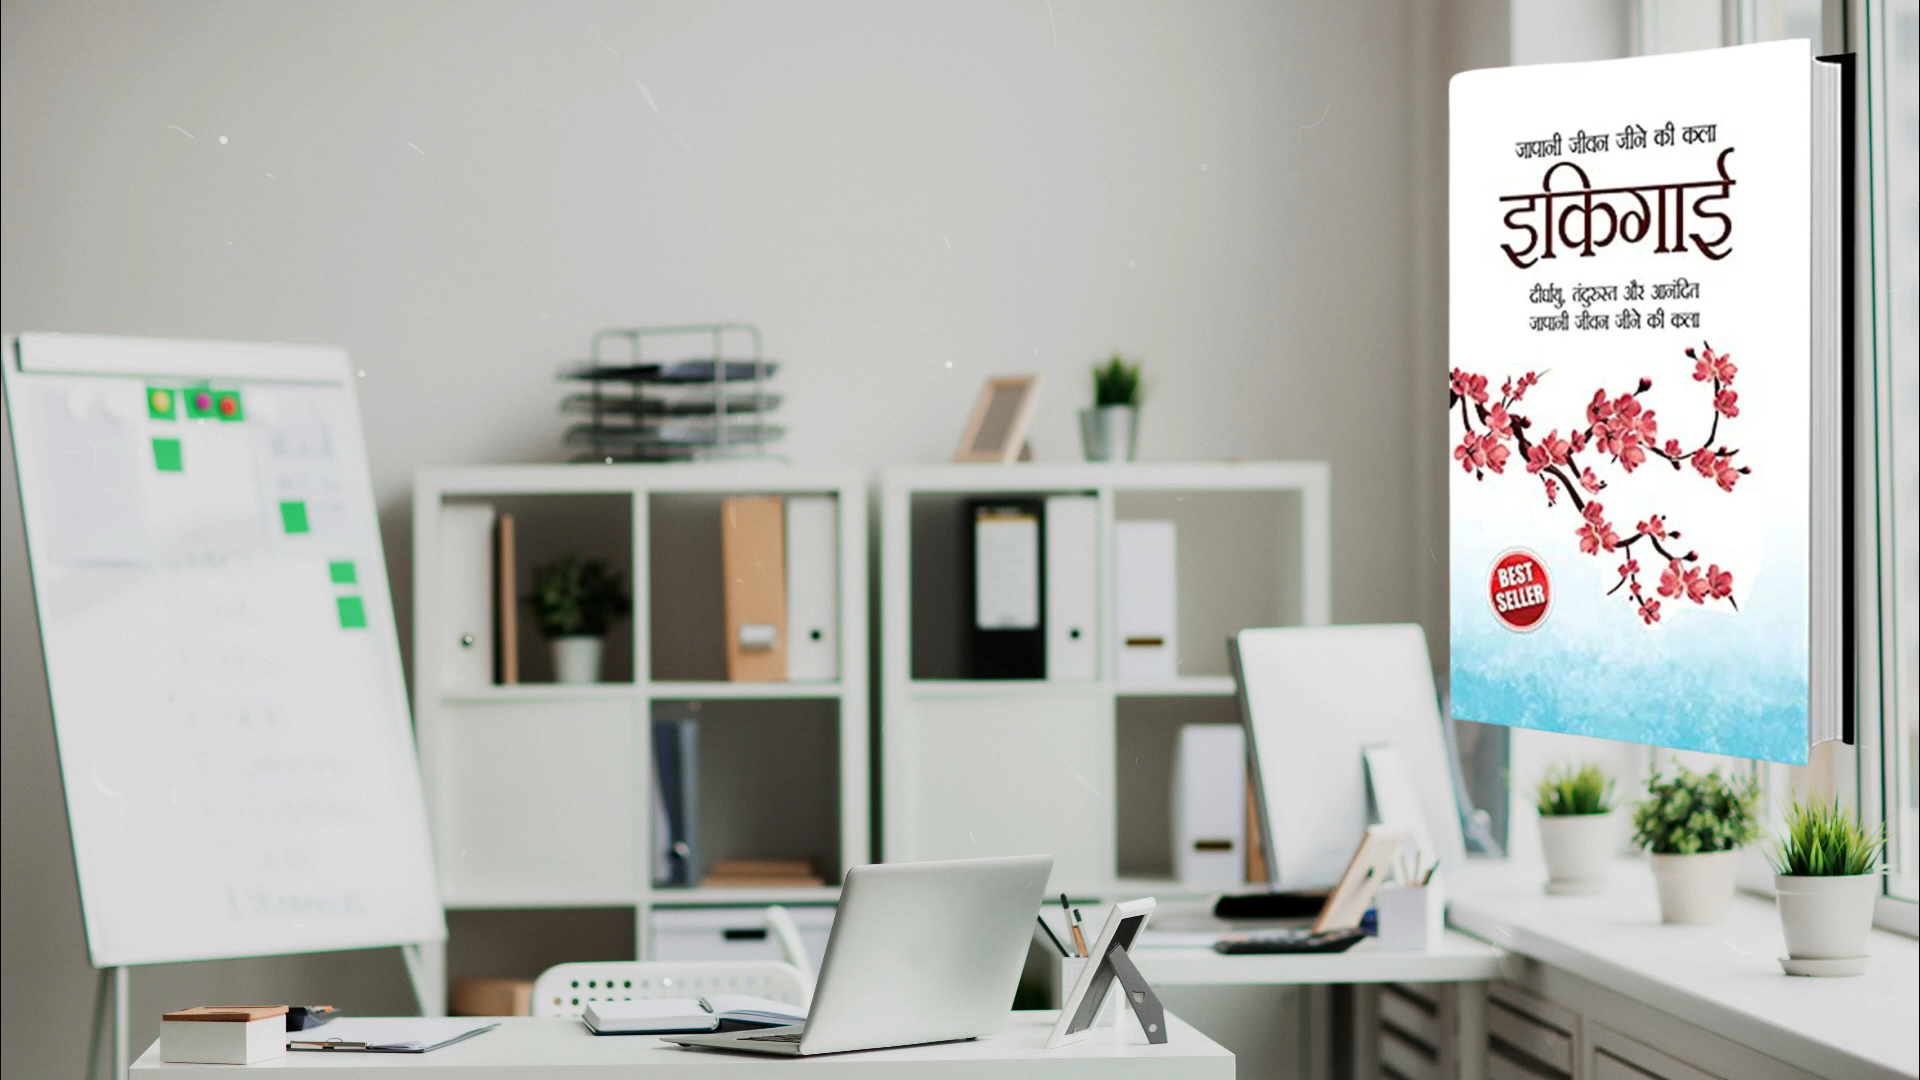 जापानी जीवन जीने की कला
इकिगाई
दीर्घायु, तंदुरुस्त और आनंदित
जापानी जीवन जीने की कला
BEST
SELLER